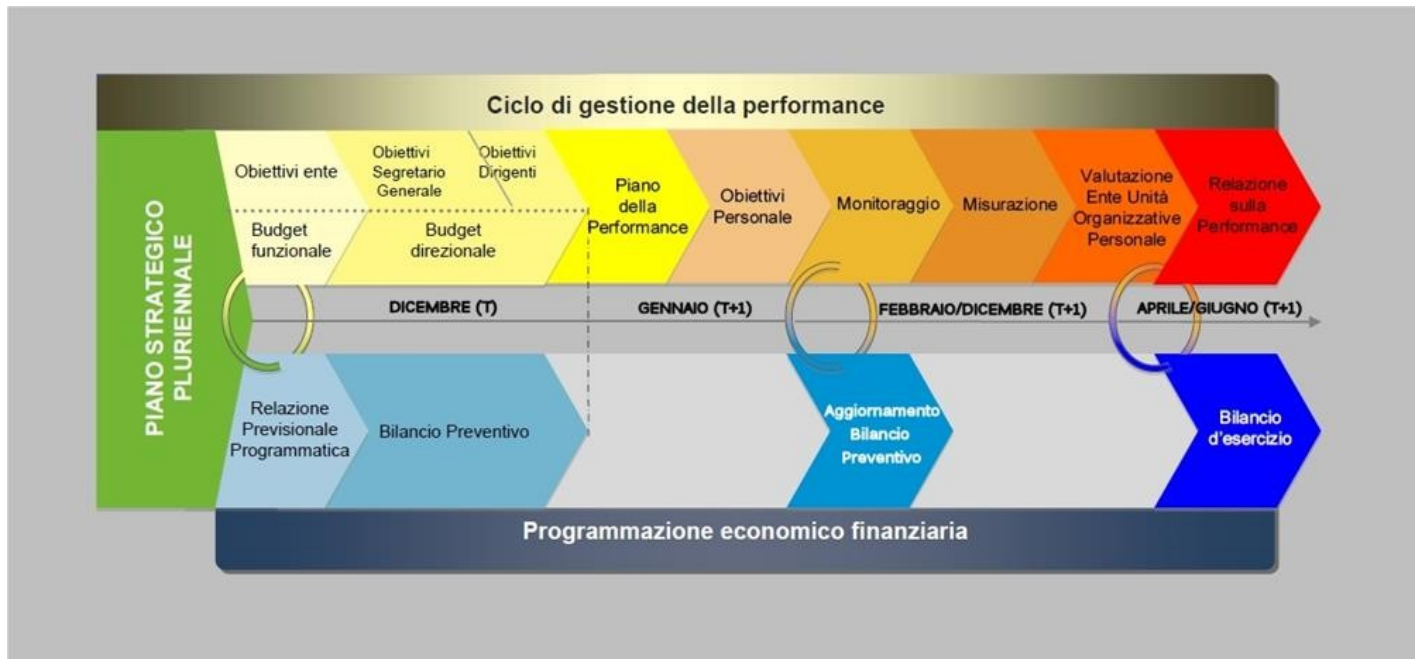 Ciclo di gestione della performance
PIANO STRATEGICO
PLURIENNALE
Obiettivi ente
Obiettivi
Segretario
Generale
Obiettivi
Dirigenti
Budget
funzionale
Budget
direzionale
Piano
della
Performance
Obiettivi
Personale
Monitoraggio
Misurazione
Valutazione
Ente Unità
Organizzative
Personale
Relazione
sulla
Performance
DICEMBRE (T)
GENNAIO (T+1)
FEBBRAIO/DICEMBRE (T+1)
APRILE/GIUGNO (T+1)
Relazione
Previsionale
Programmatica
Bilancio Preventivo
Aggiornamento
Bilancio
Preventivo
Bilancio
d'esercizio
Programmazione economico finanziaria